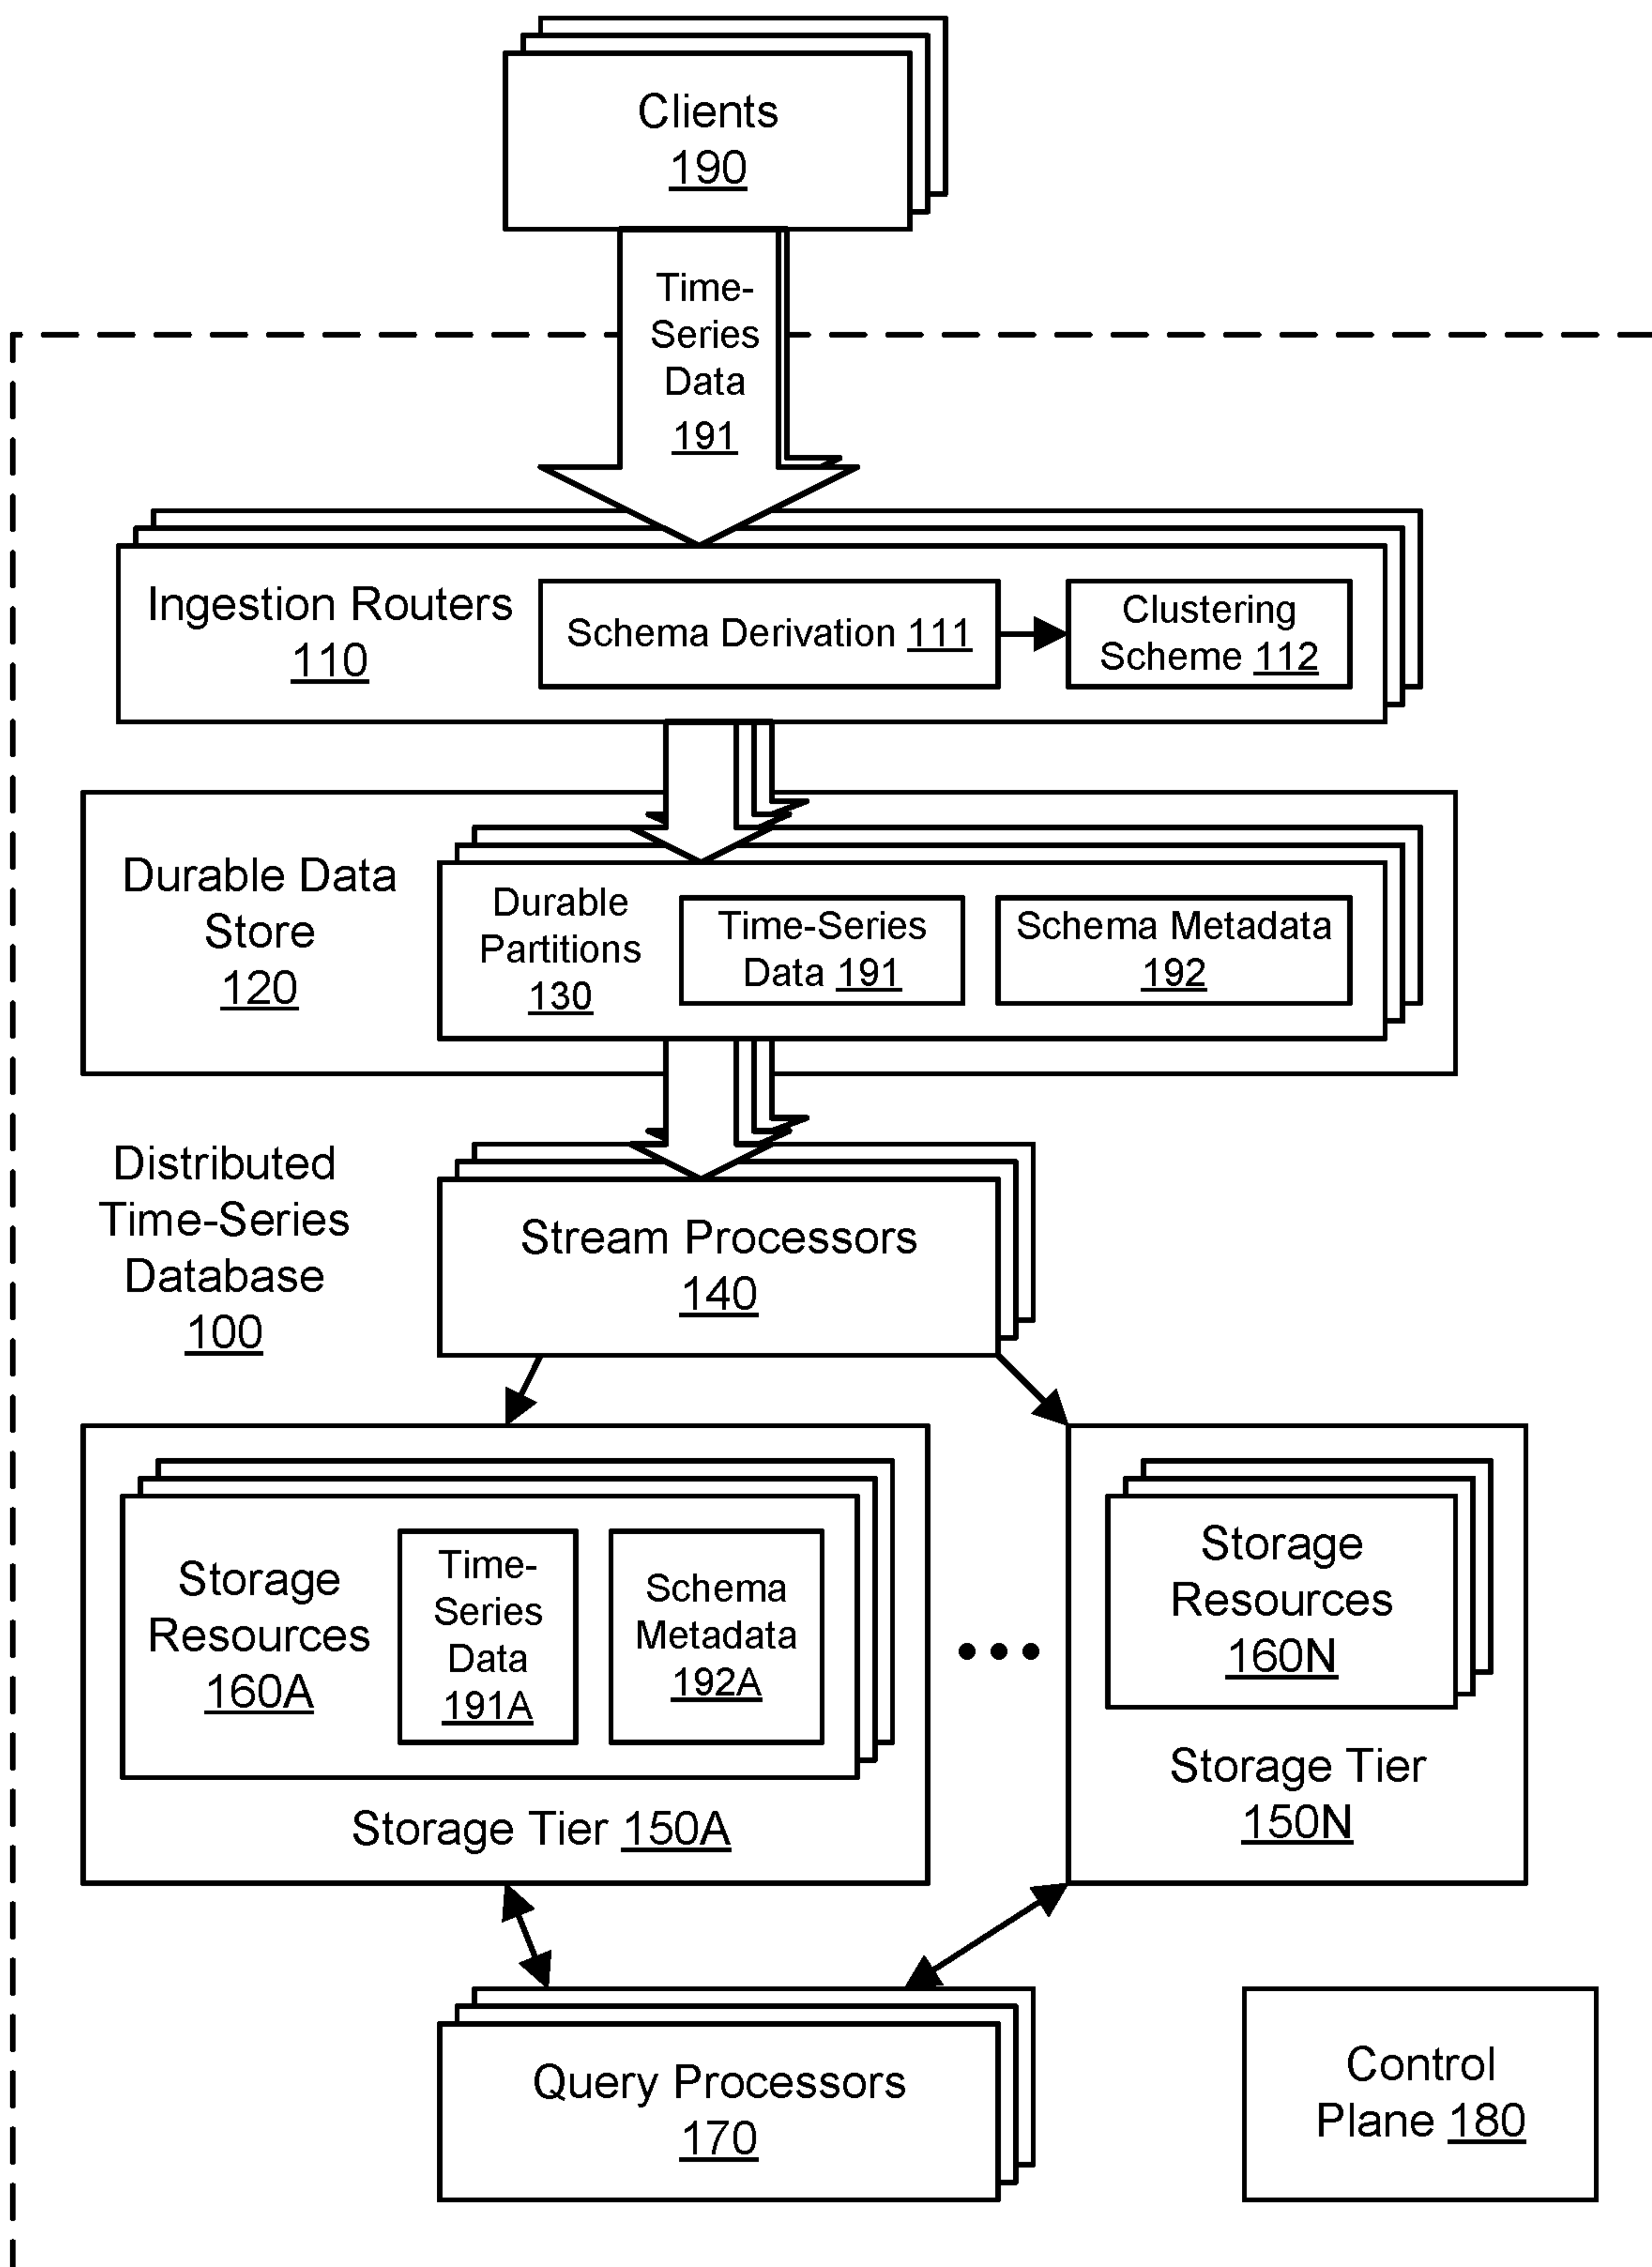 Clients
190
Time-
Series
Data
191
Ingestion Routers
110
Schema Derivation 111
Clustering
Scheme 112
Durable Data
Store
120
Durable
Partitions
130
Time-Series
Data 191
Schema Metadata
192
Distributed
Time-Series
Database
100
Stream Processors
140
Storage
Resources
160A
Time-
Series
Data
191A
Schema
Metadata
192A
Storage Tier 150A
Storage
Resources
160N
Storage Tier
150N
Query Processors
170
Control
Plane 180